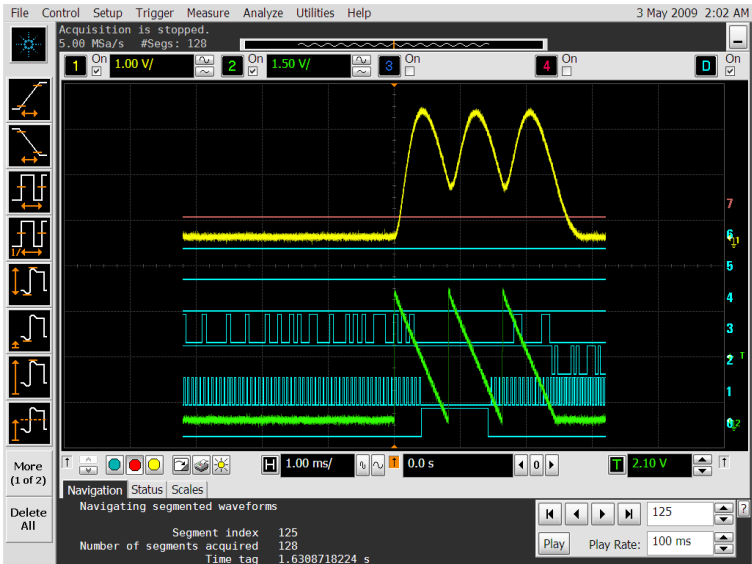 File Control Setup Trigger Measure Analyze Utilities Help 3 May 2009 2:02 AM
Acquisition is stopped.
5.00 MSa/s #Segs: 128
1 On 1.00 V/ 2 On 1.50 V/ 3 On 4 On D On
7
6
1
5
4
3
2 T
1
2
1/
More
(1 of 2)
Delete
All
H 1.00 ms/ 0.0 s 0 T 2.10 V
Navigation Status Scales
Navigating segmented waveforms
Segment index 125
Number of segments acquired 128
Time tag 1.6308718224 s
125
?
Play Play Rate: 100 ms